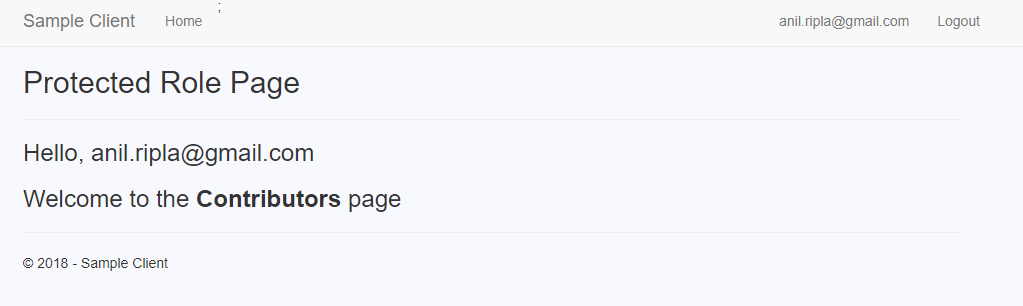 Sample Client Home ; anil.ripla@gmail.com Logout
Protected Role Page
Hello, anil.ripla@gmail.com
Welcome to the Contributors page
© 2018 - Sample Client